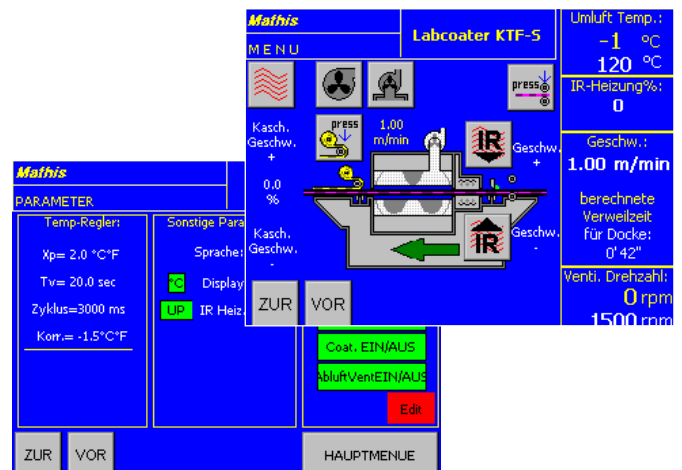 Mathis
Labcoater KTF-S
MENU
Umluft Temp.:
-1 °C
120 °C
IR-Heizung%:
0
Geschw.:
1.00 m/min
berechnete
Verweilzeit
für Docke:
0' 42"
Venti. Drehzahl:
0 rpm
1500 rpm
press
Kasch.
Geschw.
+
press
1.00
m/min
IR
Geschw.
+
0.0
%
Kasch.
Geschw.
-
IR
Geschw.
-
ZUR
VOR
Mathis
PARAMETER
Temp-Regler:
Xp= 2.0 °C°F
Tv= 20.0 sec
Zyklus=3000 ms
Korr.= -1.5°C°F
Sonstige Para
Sprache:
°C
Display
UP
IR Heiz.
Coat. EIN/AUS
AbluftVentEIN/AUS
Edit
ZUR
VOR
HAUPTMENUE